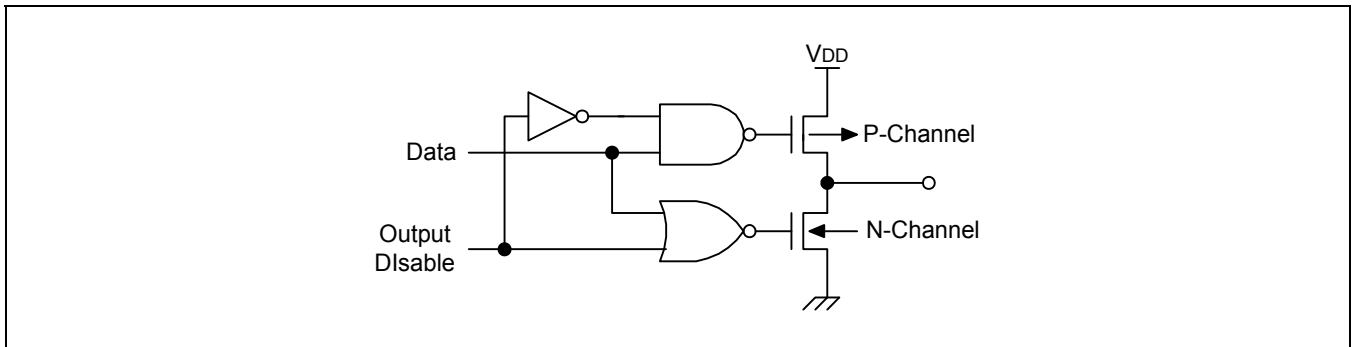 VDD
P-Channel
Data
N-Channel
Output
DIsable